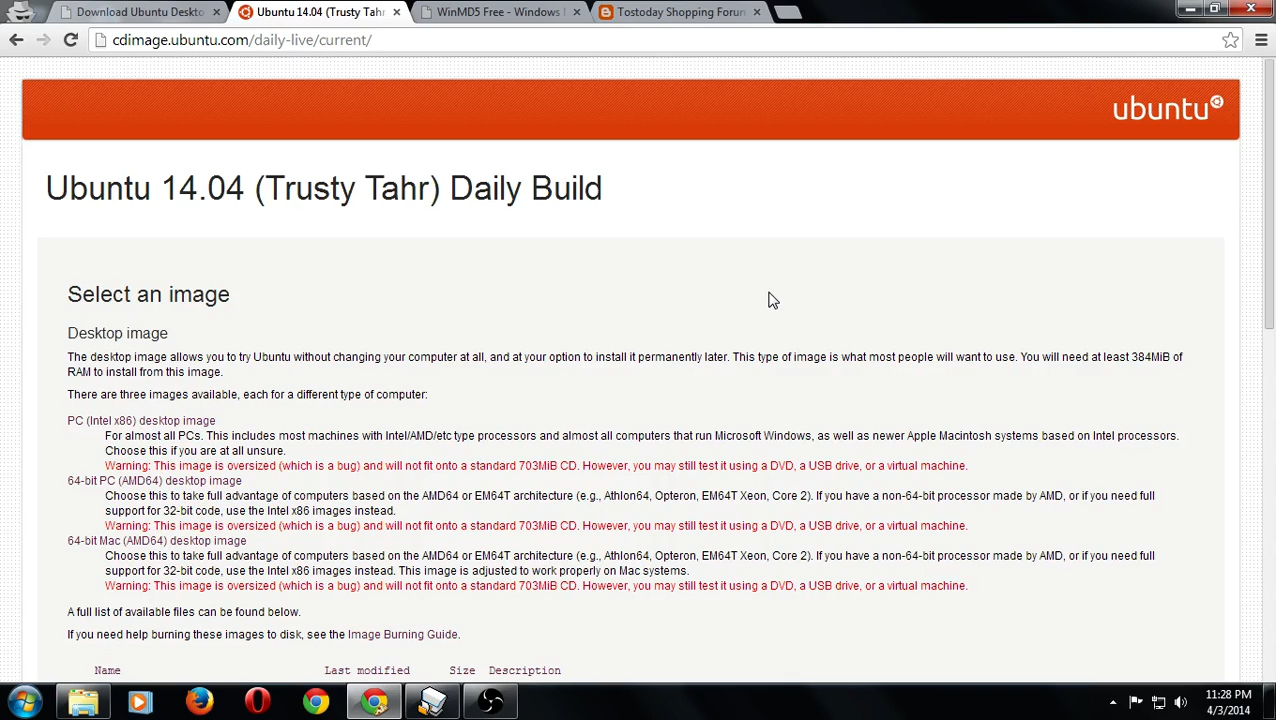 Download Ubuntu Deskto
Ubuntu 14.04 (Trusty Tahr
WinMD5 Free - Windows
Tostoday Shopping Forun
cdimage.ubuntu.com/daily-live/current/
ubuntu
Ubuntu 14.04 (Trusty Tahr) Daily Build
Select an image
Desktop image
The desktop image allows you to try Ubuntu without changing your computer at all, and at your option to install it permanently later. This type of image is what most people will want to use. You will need at least 384MiB of
RAM to install from this image.
There are three images available, each for a different type of computer:
PC (Intel x86) desktop image
For almost all PCs. This includes most machines with Intel/AMD/etc type processors and almost all computers that run Microsoft Windows, as well as newer Apple Macintosh systems based on Intel processors.
Choose this if you are at all unsure.
Warning: This image is oversized (which is a bug) and will not fit onto a standard 703MiB CD. However, you may still test it using a DVD, a USB drive, or a virtual machine.
64-bit PC (AMD64) desktop image
Choose this to take full advantage of computers based on the AMD64 or EM64T architecture (e.g., Athlon64, Opteron, EM64T Xeon, Core 2). If you have a non-64-bit processor made by AMD, or if you need full
support for 32-bit code, use the Intel x86 images instead.
Warning: This image is oversized (which is a bug) and will not fit onto a standard 703MiB CD. However, you may still test it using a DVD, a USB drive, or a virtual machine.
64-bit Mac (AMD64) desktop image
Choose this to take full advantage of computers based on the AMD64 or EM64T architecture (e.g., Athlon64, Opteron, EM64T Xeon, Core 2). If you have a non-64-bit processor made by AMD, or if you need full
support for 32-bit code, use the Intel x86 images instead. This image is adjusted to work properly on Mac systems.
Warning: This image is oversized (which is a bug) and will not fit onto a standard 703MiB CD. However, you may still test it using a DVD, a USB drive, or a virtual machine.
A full list of available files can be found below.
If you need help burning these images to disk, see the Image Burning Guide.
Name Last modified Size Description
11:28 PM
4/3/2014